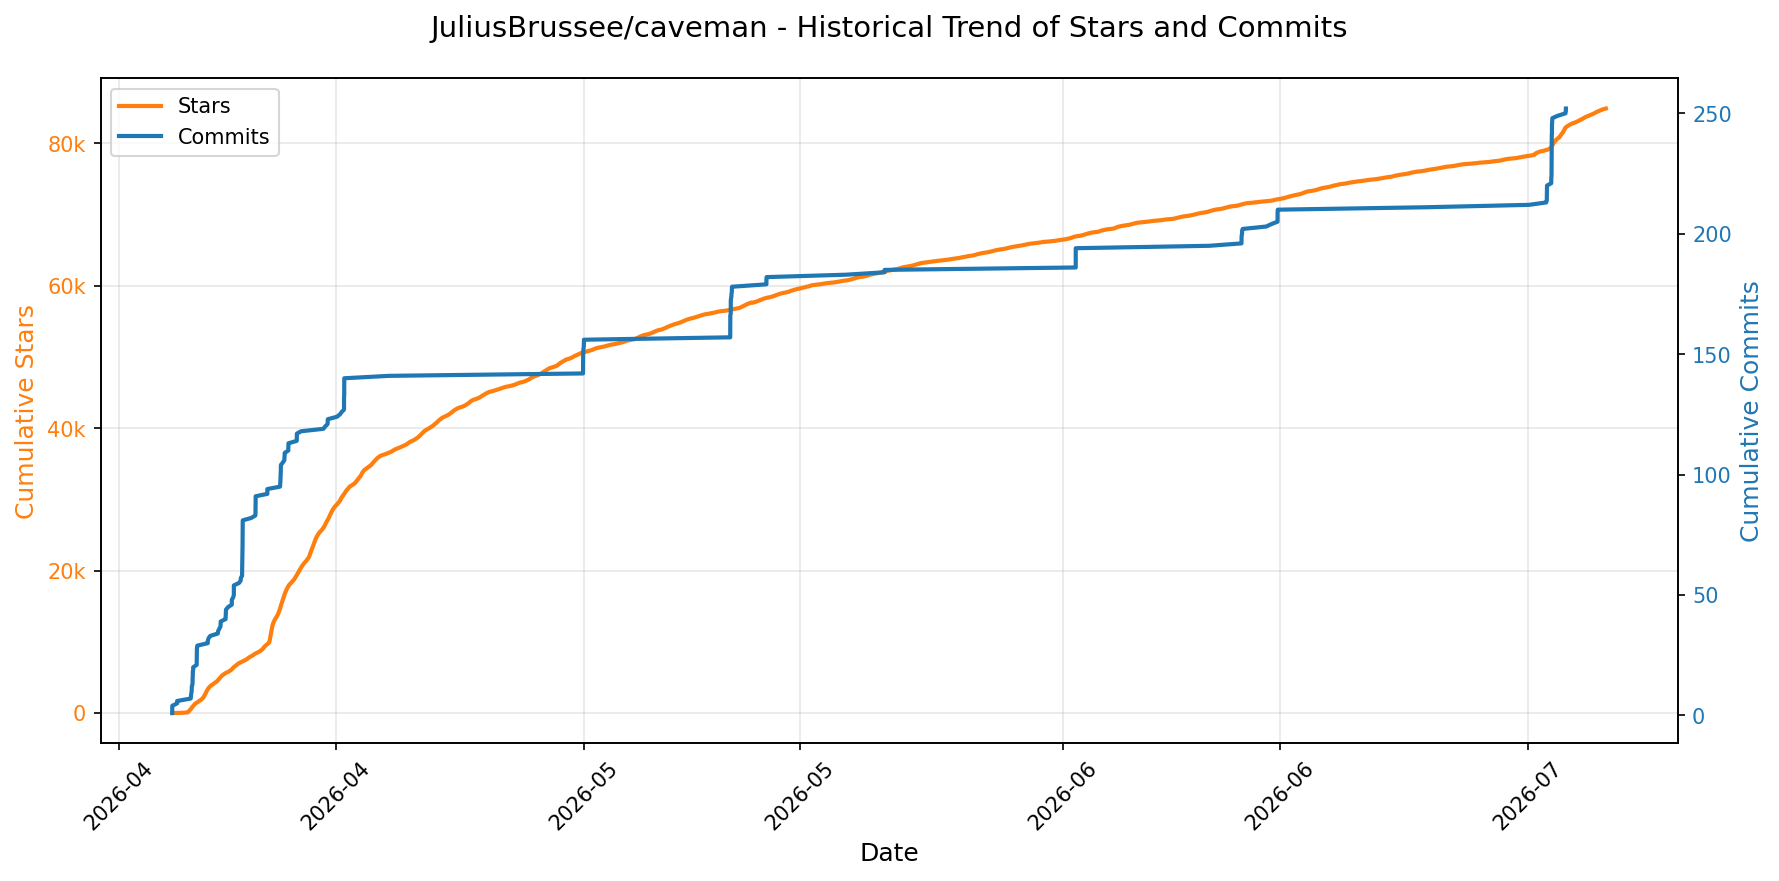 JuliusBrussee/caveman - Historical Trend of Stars and Commits
Stars
Commits
80k
60k
40k
20k
0
Cumulative Stars
250
200
150
100
50
0
Cumulative Commits
2026-04
2026-04
2026-05
2026-05
2026-06
2026-06
2026-07
Date